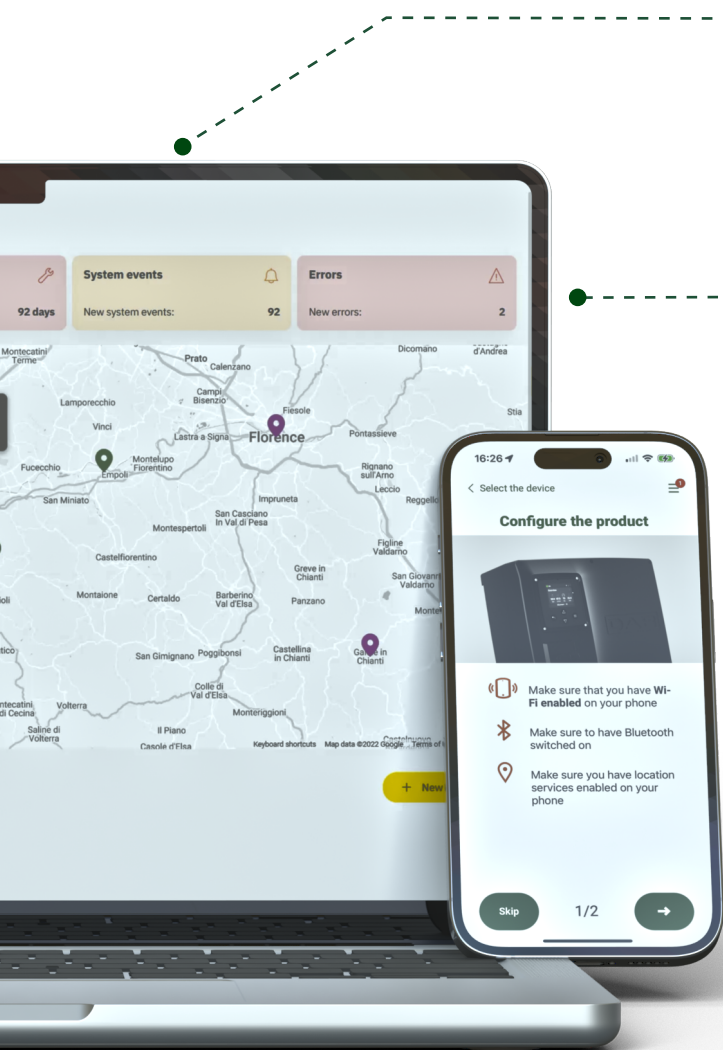 System events
Errors
92 days
New system events:
92
New errors:
2
Montecatini
Terme
Prato
Calenzano
Dicomano
d'Andrea
Campi
Bisenzio
Lamporecchio
Fiesole
Stia
Vinci
Lastra a Signa
Florence
Pontassieve
Fucecchio
Empoli
Montelupo
Fiorentino
Rignano
sull'Arno
Leccio
San Miniato
Impruneta
Reggello
San Casciano
In Val di Pesa
Montespertoli
Figline
Valdarno
Castelfiorentino
Greve in
Chianti
San Giovanni
Valdarno
Montaione
Certaldo
Barberino
Val d'Elsa
Panzano
San Gimignano
Poggibonsi
Castellina
in Chianti
Gaiole in
Chianti
Colle di
Val d'Elsa
Volterra
Monteriggioni
Saline di
Volterra
Il Piano
Casole d'Elsa
Keyboard shortcuts
Map data ©2022 Google
Terms of
+ New
16:26
Select the device
1
Configure the product
Make sure that you have Wi-
Fi enabled on your phone
Make sure to have Bluetooth
switched on
Make sure you have location
services enabled on your
phone
Skip
1/2